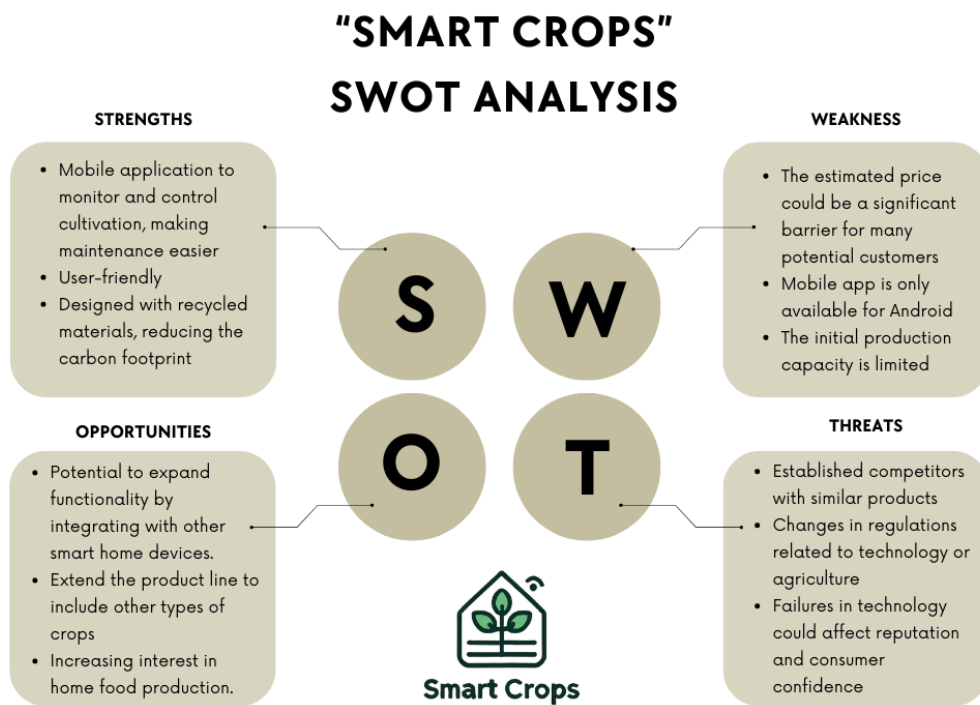 “SMART CROPS”
SWOT ANALYSIS
STRENGTHS
• Mobile application to
monitor and control
cultivation, making
maintenance easier
• User-friendly
• Designed with recycled
materials, reducing the
carbon footprint
WEAKNESS
• The estimated price
could be a significant
barrier for many
potential customers
• Mobile app is only
available for Android
• The initial production
capacity is limited
S
W
O
T
OPPORTUNITIES
• Potential to expand
functionality by
integrating with other
smart home devices.
• Extend the product line to
include other types of
crops
• Increasing interest in
home food production.
THREATS
• Established competitors
with similar products
• Changes in regulations
related to technology or
agriculture
• Failures in technology
could affect reputation
and consumer
confidence
Smart Crops